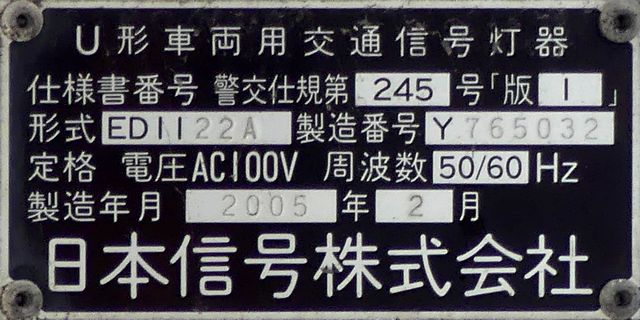 U形車両用交通信号灯器
仕様書番号 警交仕規第 245 号「版 1 」
形式 ED1122A 製造番号 Y 765032
定格 電圧AC100V 周波数 50/60 Hz
製造年月 2005 年 2 月
日本信号株式会社